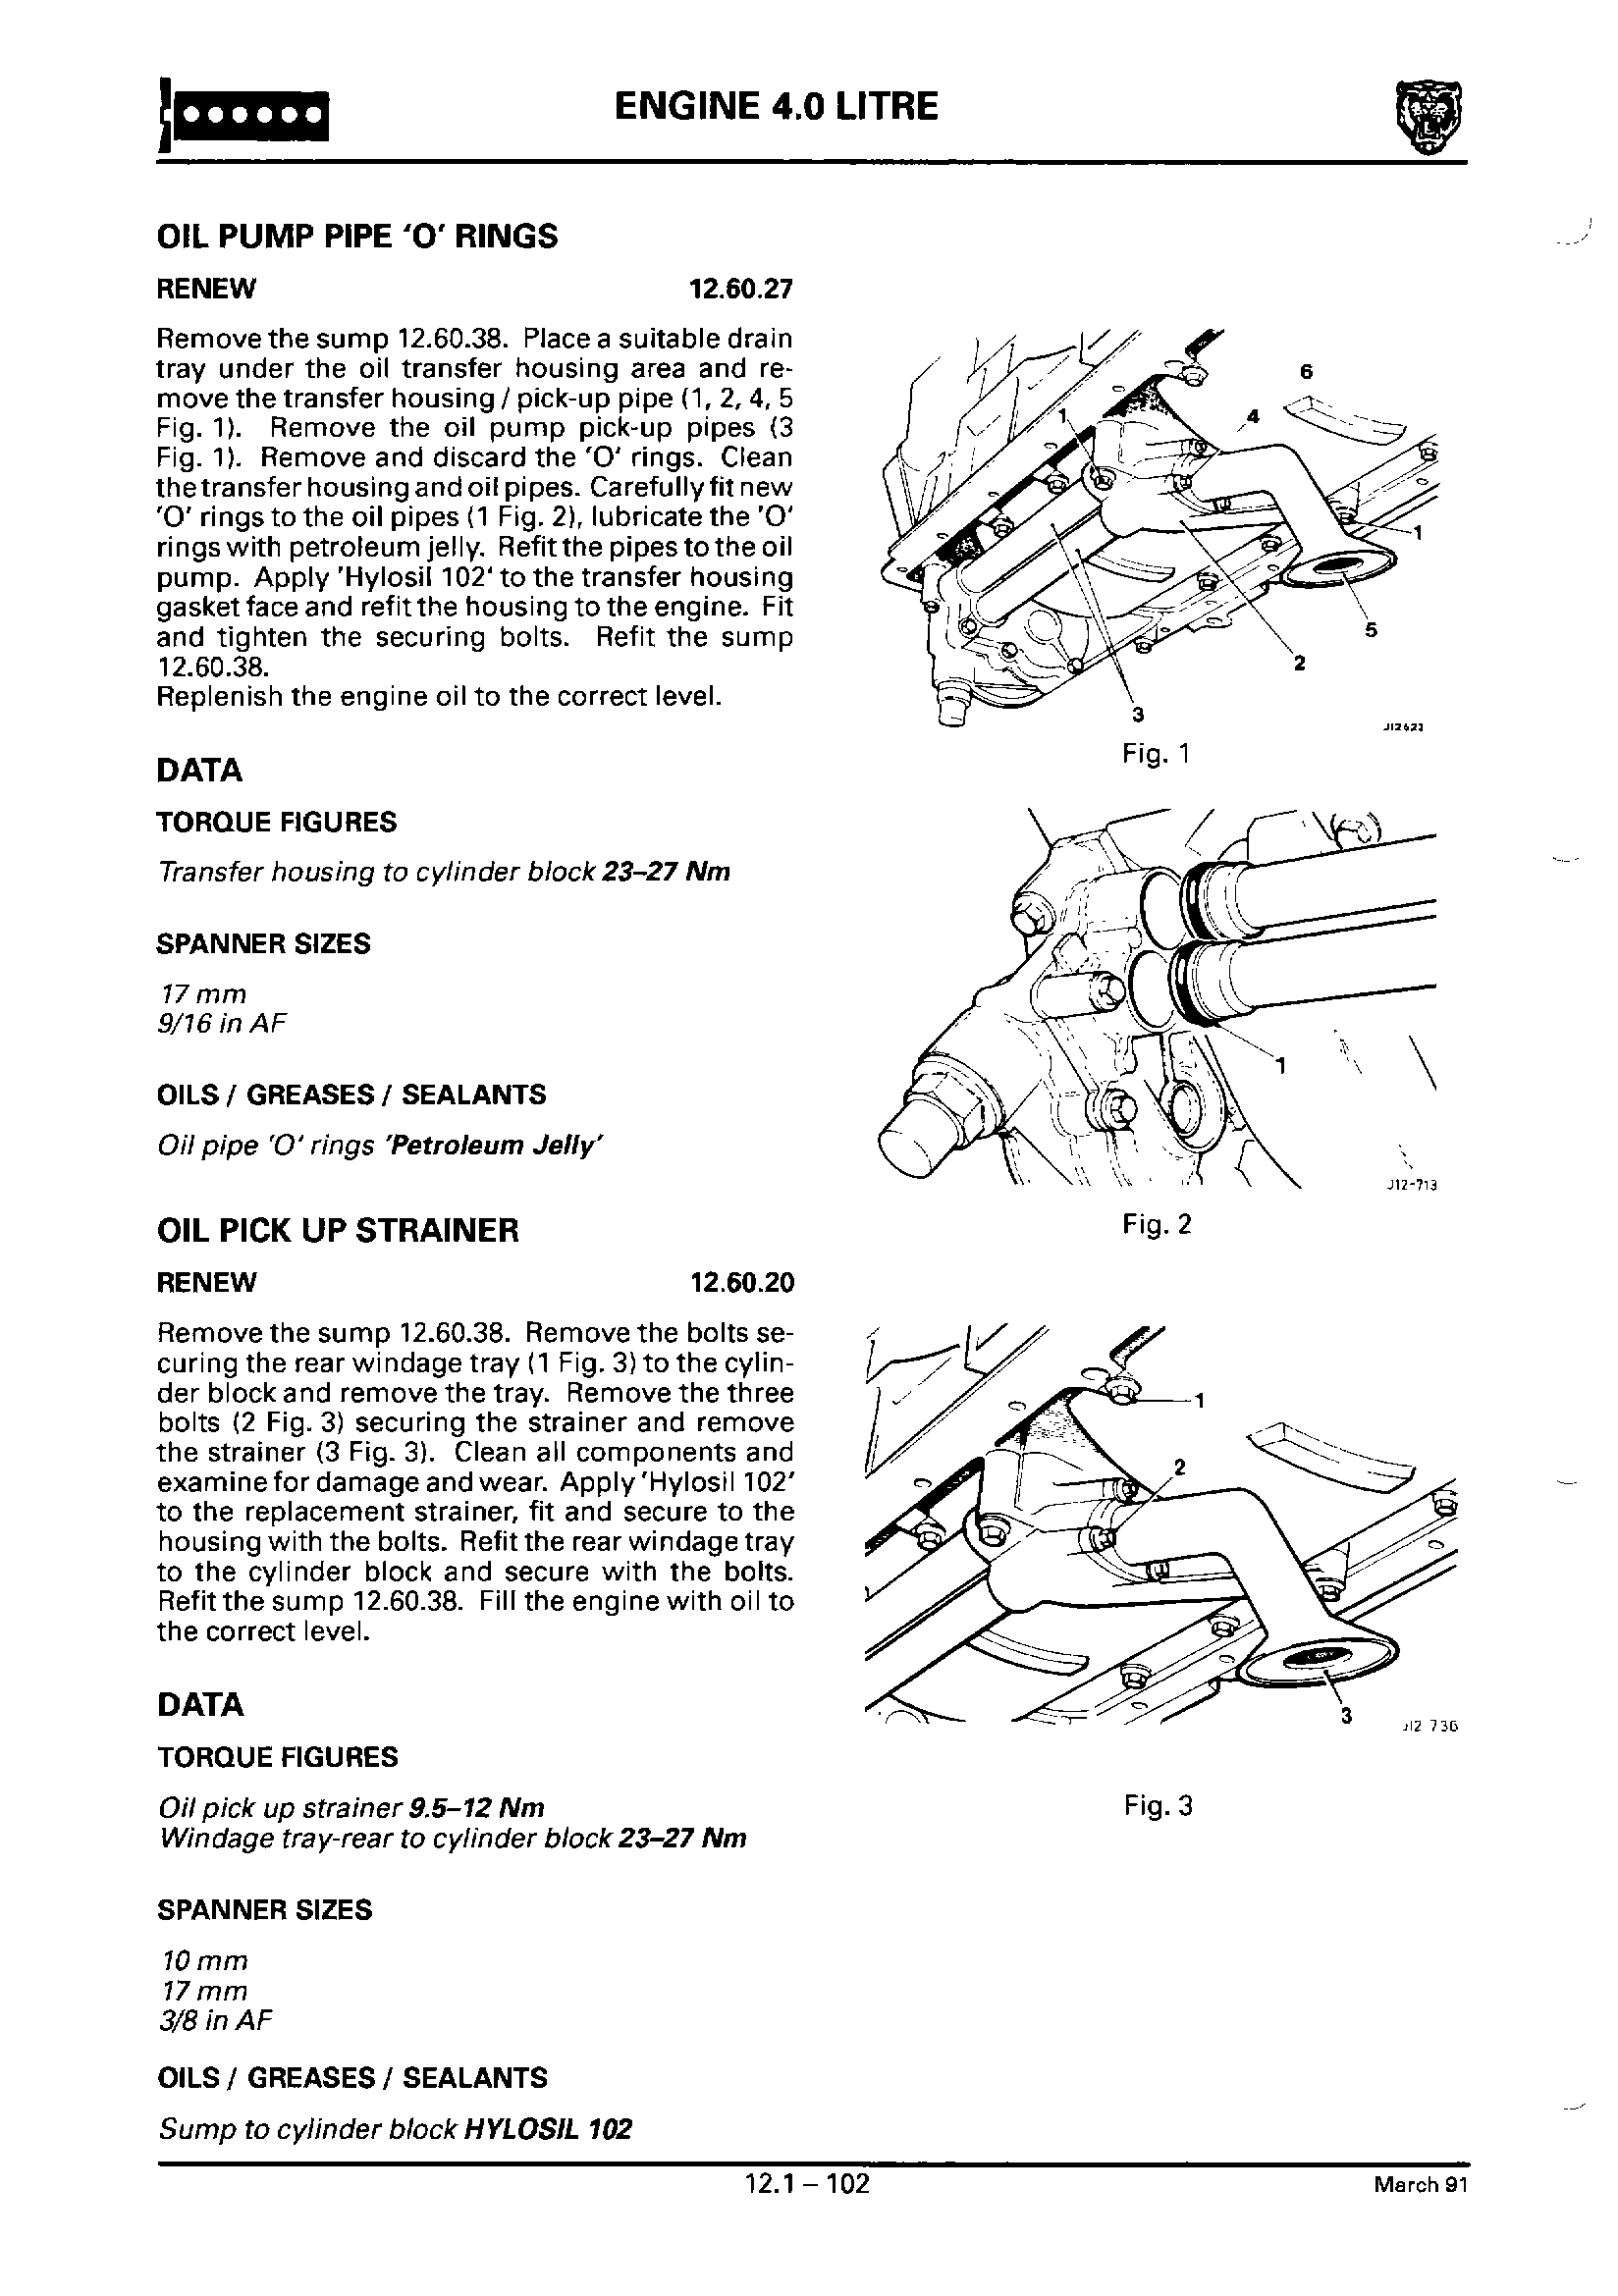 ENGINE 4.0 LITRE
OIL PUMP PIPE 'O' RINGS
RENEW 12.60.27
Remove the sump 12.60.38. Place a suitable drain
tray under the oil transfer housing area and re-
move the transfer housing / pick-up pipe (1, 2, 4, 5
Fig. 1). Remove the oil pump pick-up pipes (3
Fig. 1). Remove and discard the 'O' rings. Clean
the transfer housing and oil pipes. Carefully fit new
'O' rings to the oil pipes (1 Fig. 2), lubricate the 'O'
rings with petroleum jelly. Refit the pipes to the oil
pump. Apply 'Hylosil 102' to the transfer housing
gasket face and refit the housing to the engine. Fit
and tighten the securing bolts. Refit the sump
12.60.38.
Replenish the engine oil to the correct level.
DATA
TORQUE FIGURES
Transfer housing to cylinder block 23–27 Nm
SPANNER SIZES
17 mm
9/16 in AF
OILS / GREASES / SEALANTS
Oil pipe 'O' rings 'Petroleum Jelly'
OIL PICK UP STRAINER
RENEW 12.60.20
Remove the sump 12.60.38. Remove the bolts se-
curing the rear windage tray (1 Fig. 3) to the cylin-
der block and remove the tray. Remove the three
bolts (2 Fig. 3) securing the strainer and remove
the strainer (3 Fig. 3). Clean all components and
examine for damage and wear. Apply 'Hylosil 102'
to the replacement strainer, fit and secure to the
housing with the bolts. Refit the rear windage tray
to the cylinder block and secure with the bolts.
Refit the sump 12.60.38. Fill the engine with oil to
the correct level.
DATA
TORQUE FIGURES
Oil pick up strainer 9.5–12 Nm
Windage tray-rear to cylinder block 23–27 Nm
SPANNER SIZES
10 mm
17 mm
3/8 in AF
OILS / GREASES / SEALANTS
Sump to cylinder block HYLOSIL 102
6
1
4
1
5
2
3
J12623
Fig. 1
1
J12-713
Fig. 2
1
2
3
J12 736
Fig. 3
12.1 – 102
March 91